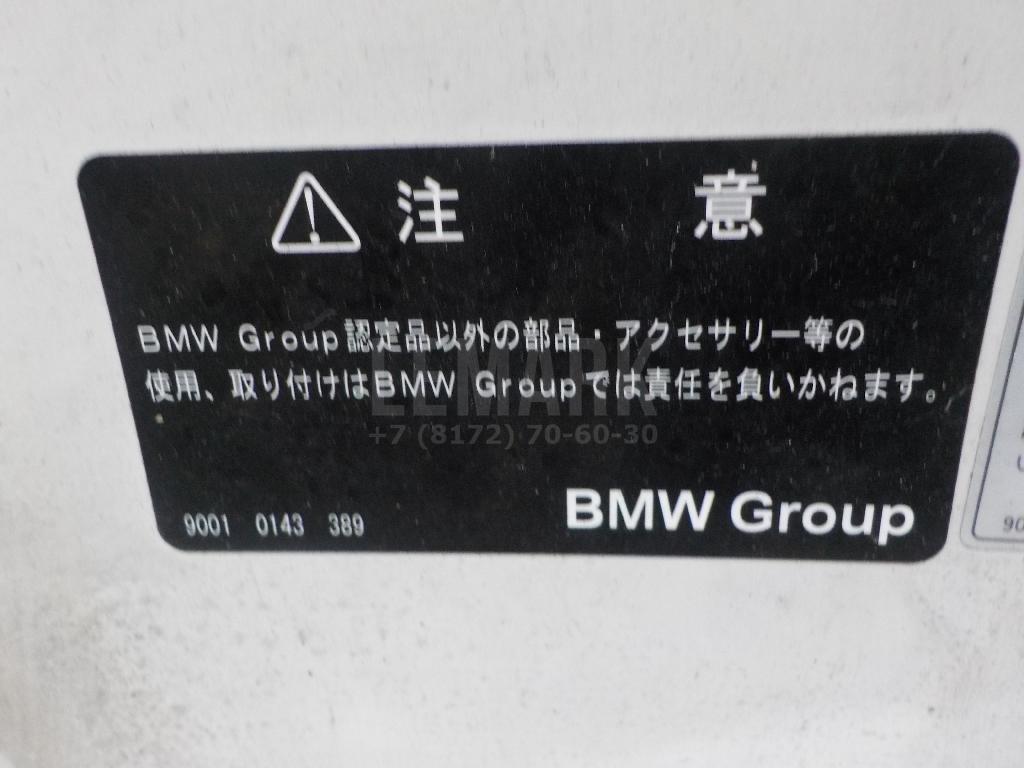 注 意
BMW Group認定品以外の部品・アクセサリー等の
使用、取り付けはBMW Groupでは責任を負いかねます。
LLMARK
+7 (8172) 70-60-30
9001 0143 389
BMW Group
90